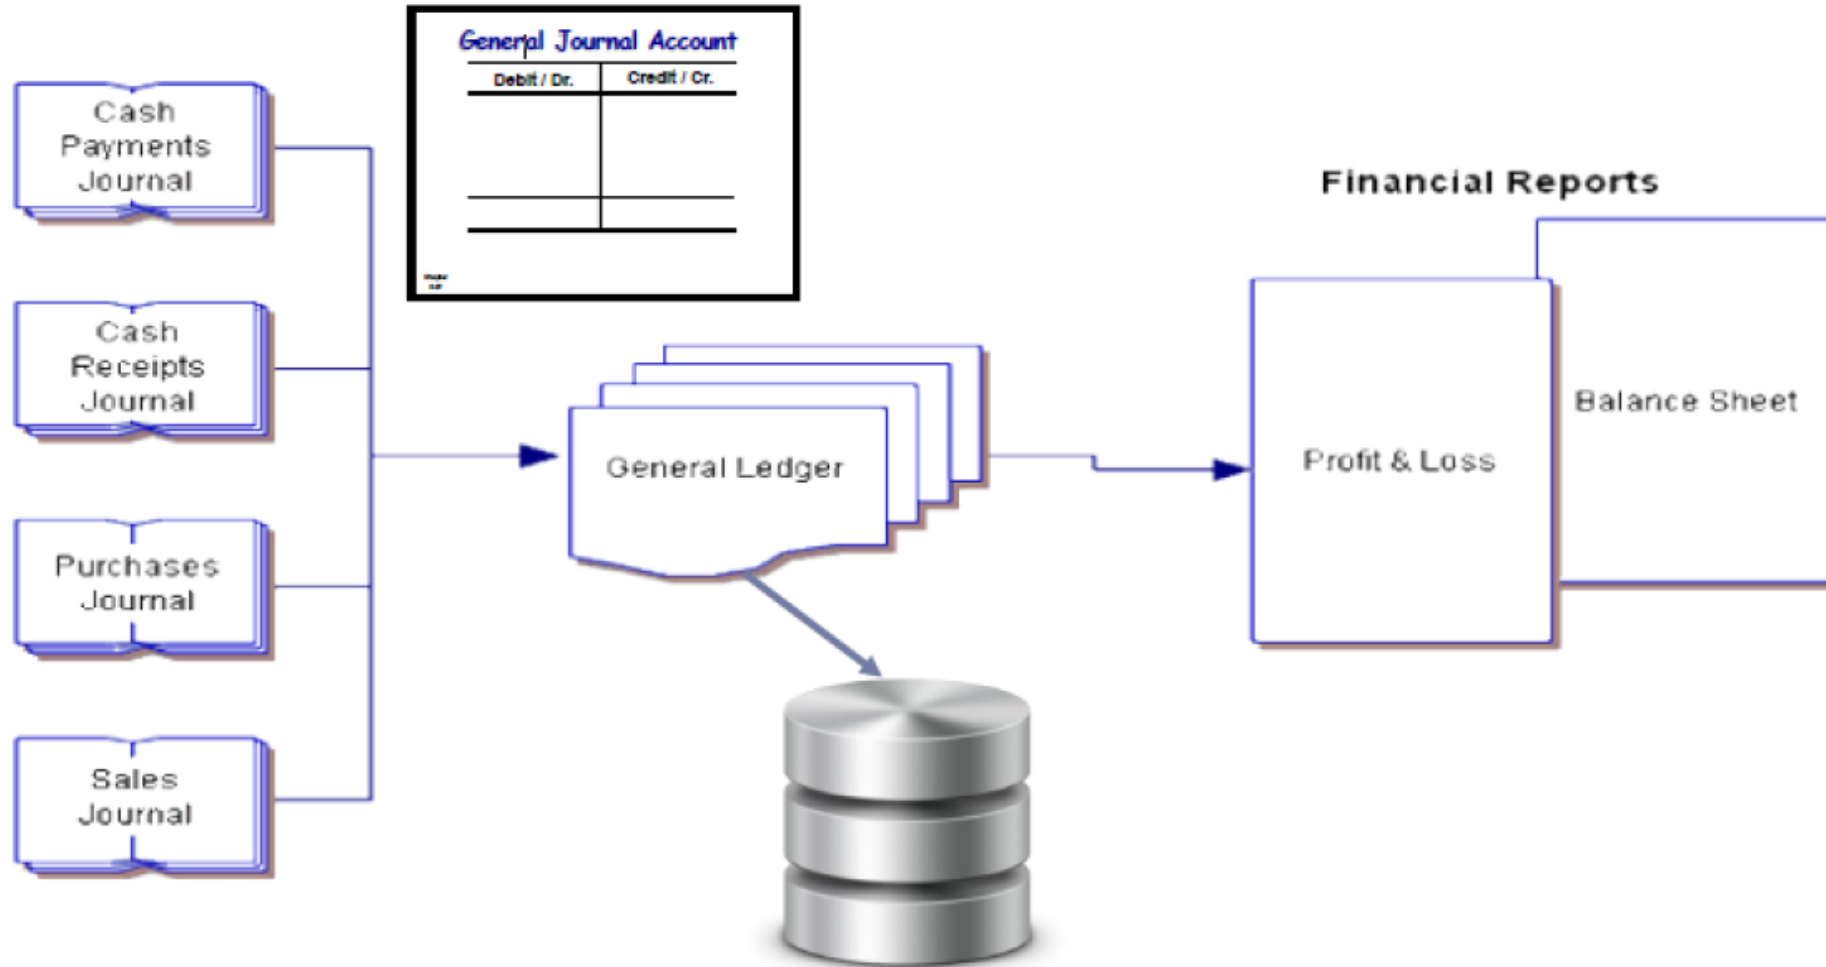 General Journal Account
Debit / Dr.
Credit / Cr.
Cash
Payments
Journal
Cash
Receipts
Journal
Purchases
Journal
Sales
Journal
General Ledger
Financial Reports
Profit & Loss
Balance Sheet